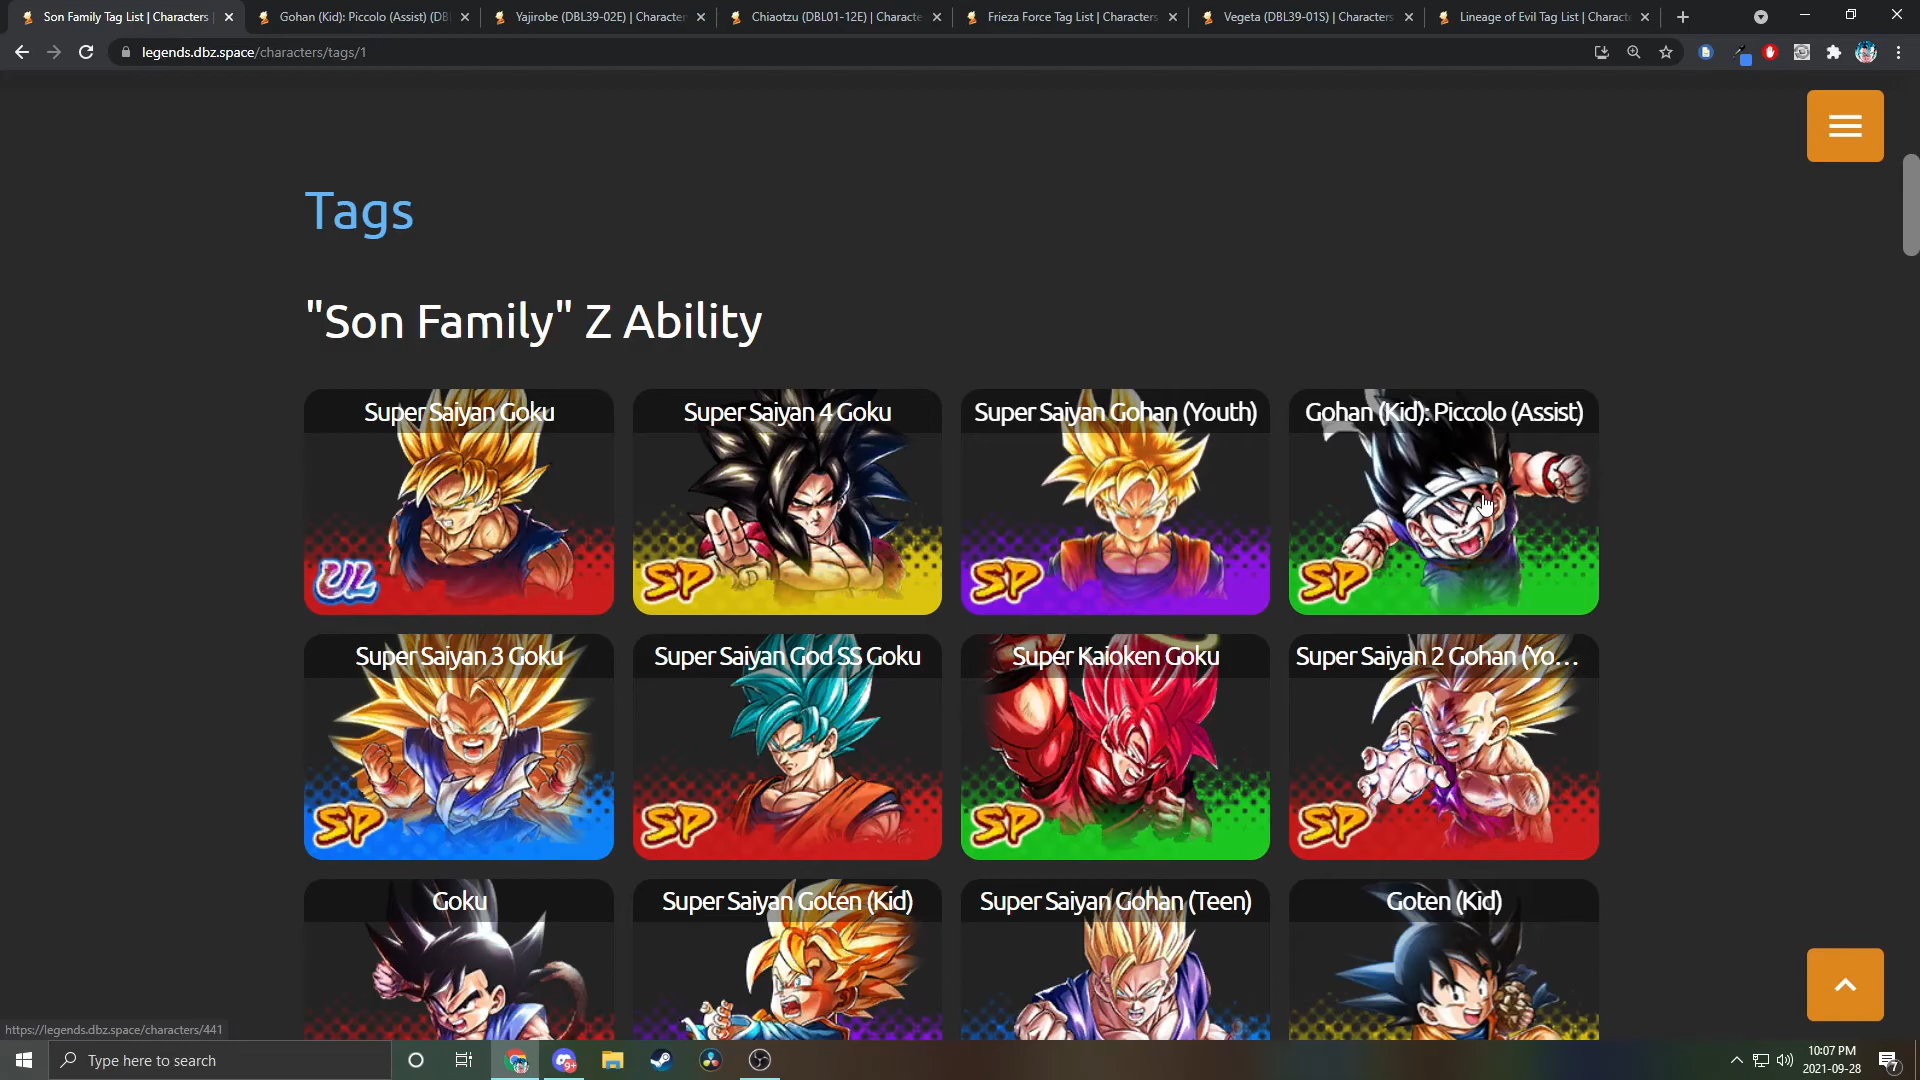 Son Family Tag List | Characters
Gohan (Kid): Piccolo (Assist) (DB
Yajirobe (DBL39-02E) | Character
Chiaotzu (DBL01-12E) | Characte
Frieza Force Tag List | Characters
Vegeta (DBL39-01S) | Characters
Lineage of Evil Tag List | Charact
legends.dbz.space/characters/tags/1
Tags
"Son Family" Z Ability
Super Saiyan Goku
Super Saiyan 4 Goku
Super Saiyan Gohan (Youth)
Gohan (Kid): Piccolo (Assist)
UL
SP
SP
SP
Super Saiyan 3 Goku
Super Saiyan God SS Goku
Super Kaioken Goku
Super Saiyan 2 Gohan (Yo...
SP
SP
SP
SP
Goku
Super Saiyan Goten (Kid)
Super Saiyan Gohan (Teen)
Goten (Kid)
https://legends.dbz.space/characters/441
Type here to search
9+
10:07 PM
2021-09-28
7